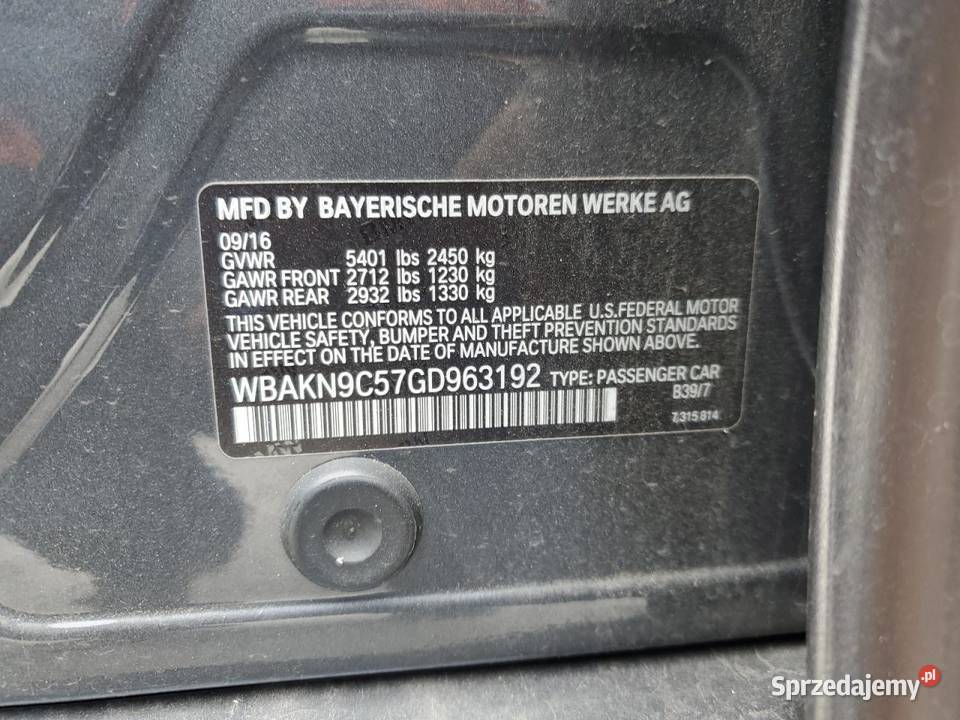 MFD BY BAYERISCHE MOTOREN WERKE AG
09/16
GVWR 5401 lbs 2450 kg
GAWR FRONT 2712 lbs 1230 kg
GAWR REAR 2932 lbs 1330 kg
THIS VEHICLE CONFORMS TO ALL APPLICABLE U.S.FEDERAL MOTOR
VEHICLE SAFETY, BUMPER AND THEFT PREVENTION STANDARDS
IN EFFECT ON THE DATE OF MANUFACTURE SHOWN ABOVE.
WBAKN9C57GD963192 TYPE: PASSENGER CAR
B39/7
7.315 814
Sprzedajemy.pl